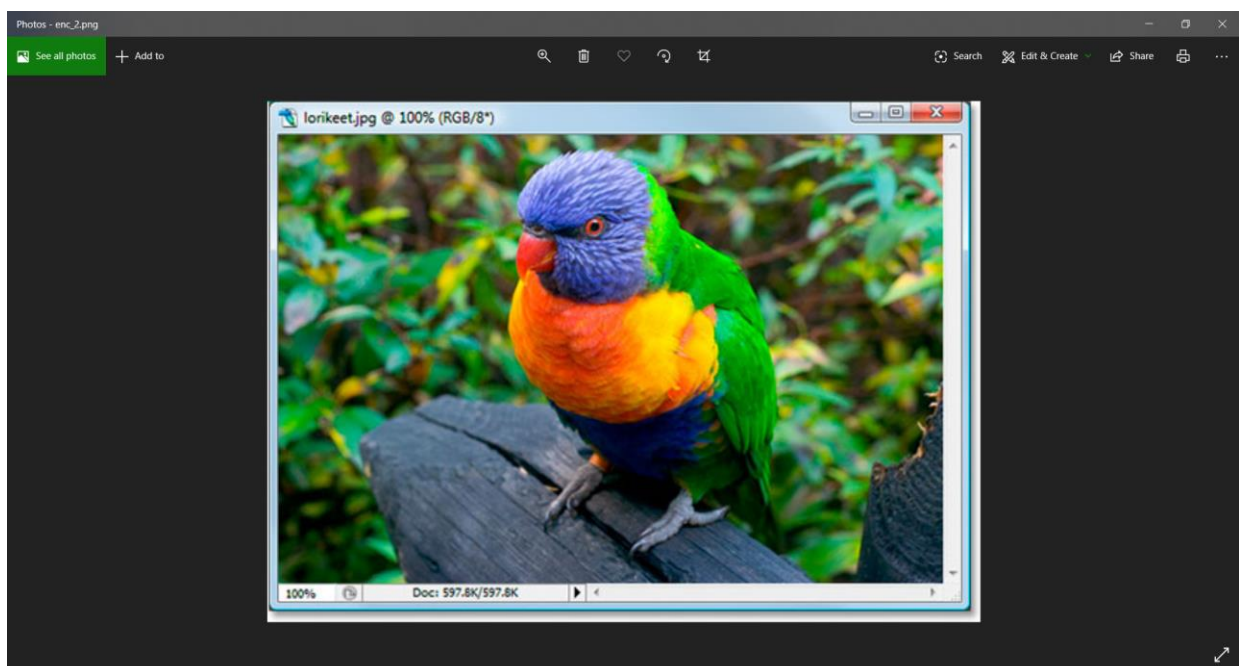 Photos - enc_2.png
See all photos + Add to Search Edit & Create Share
lorikeet.jpg @ 100% (RGB/8*)
100% Doc: 597.8K/597.8K